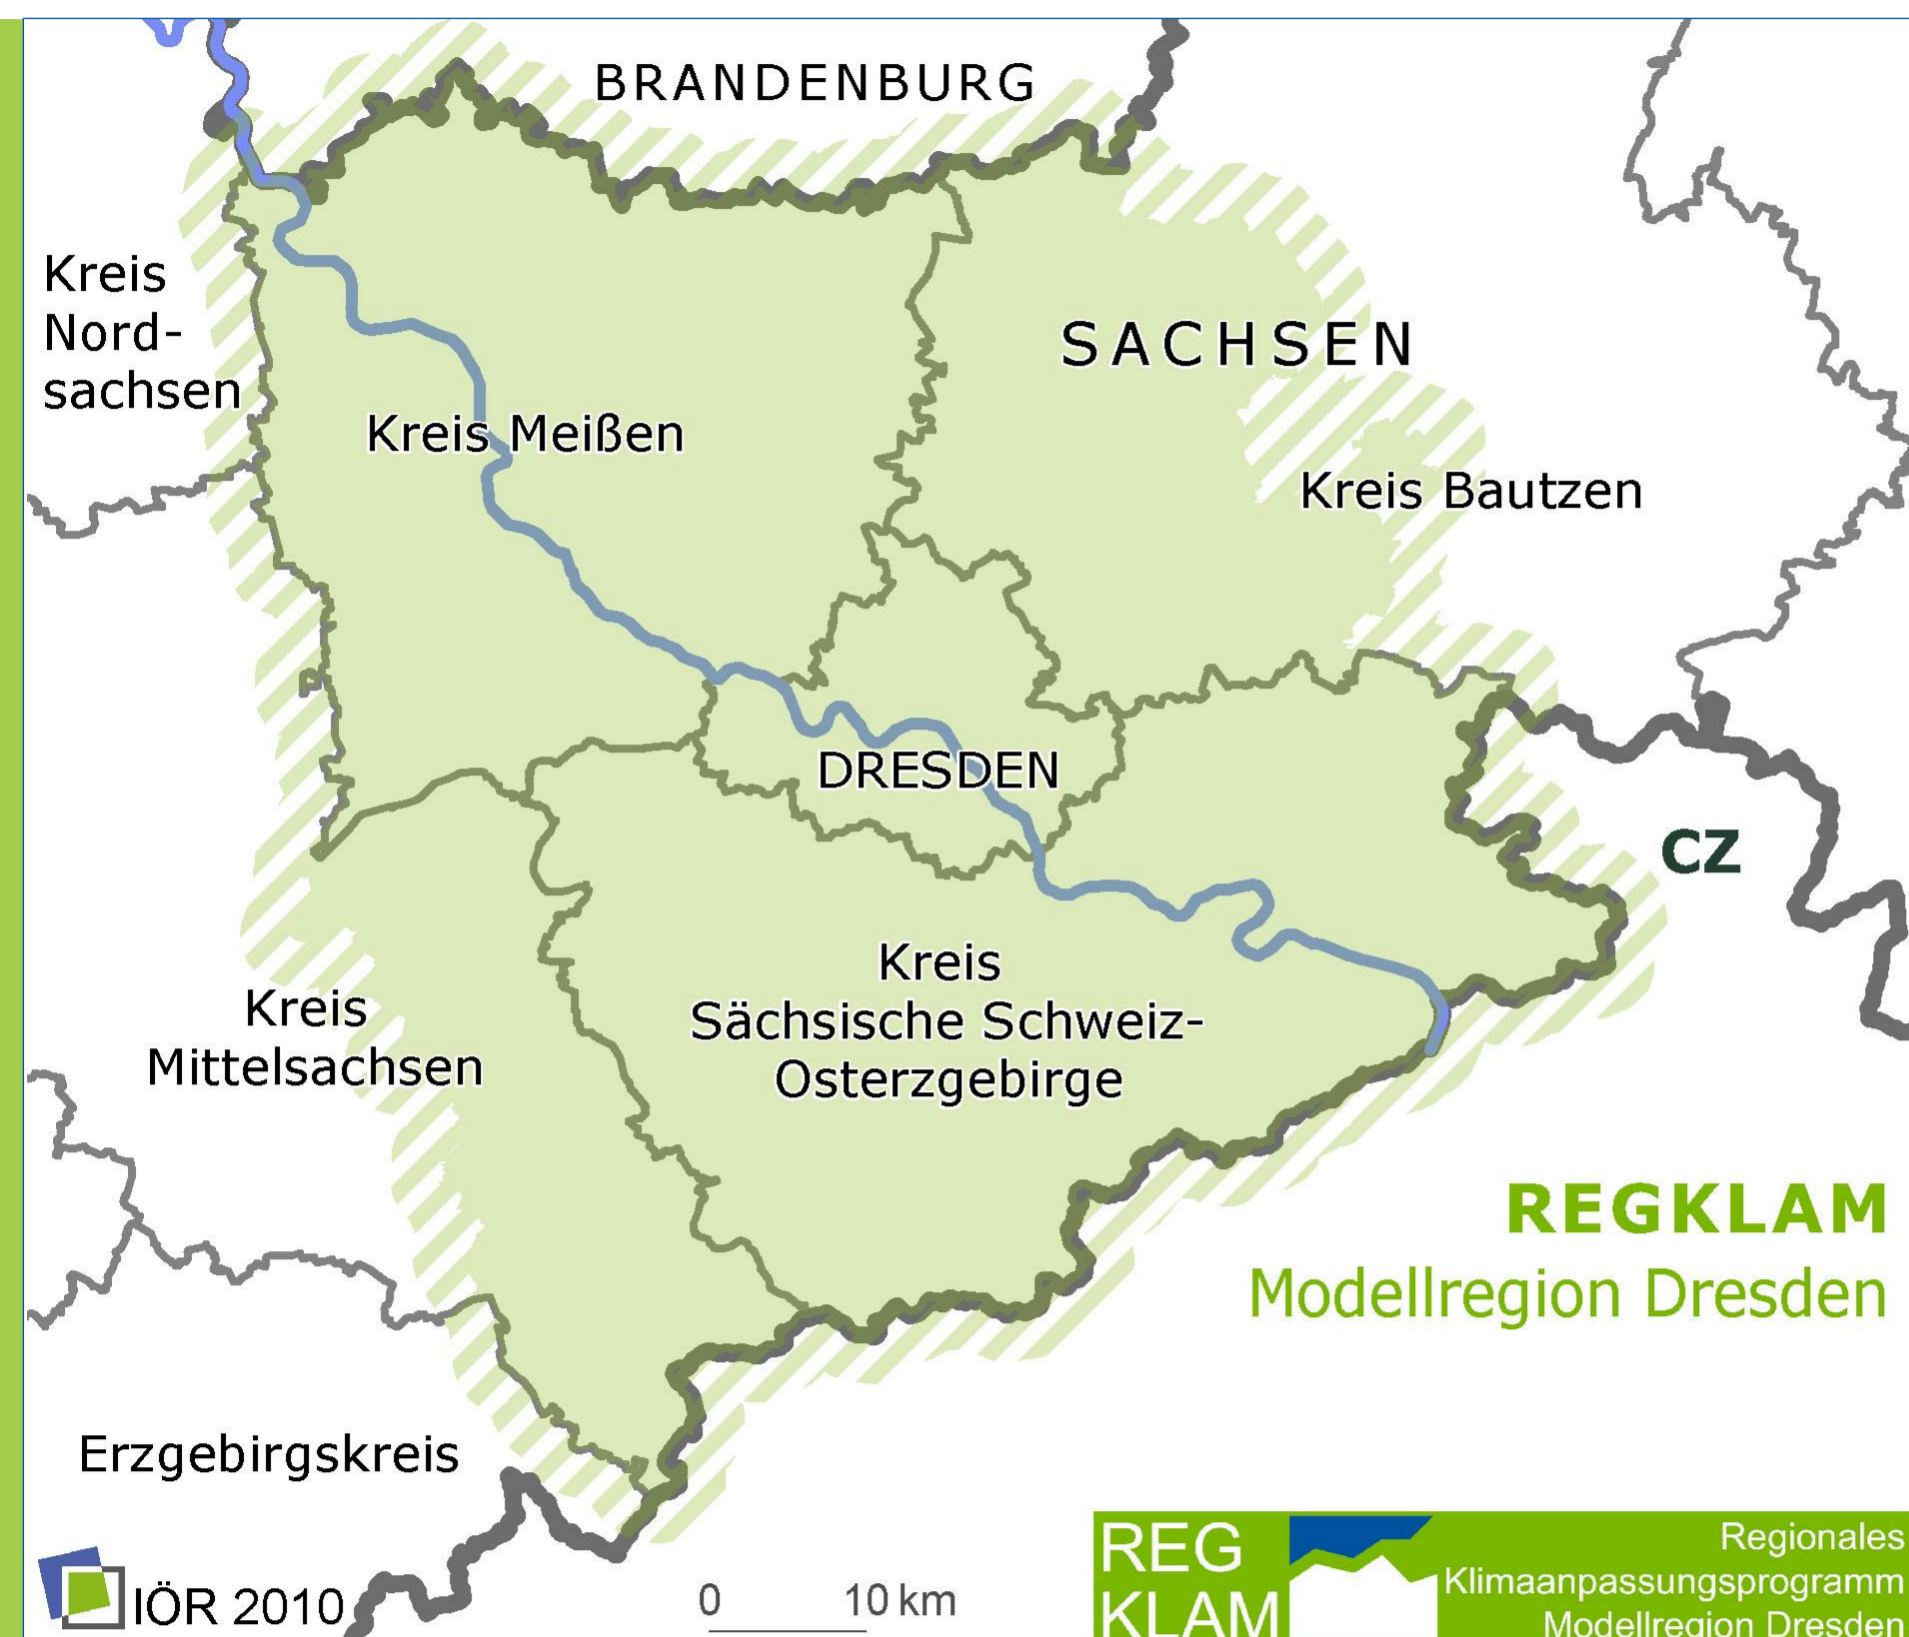 BRANDENBURG
Kreis
Nord-
sachsen
SACHSEN
Kreis Meißen
Kreis Bautzen
DRESDEN
CZ
Kreis
Sächsische Schweiz-
Osterzgebirge
Kreis
Mittelsachsen
REGKLAM
Modellregion Dresden
Erzgebirgskreis
IÖR 2010
0 10 km
REG
KLAM
Regionales
Klimaanpassungsprogramm
Modellregion Dresden